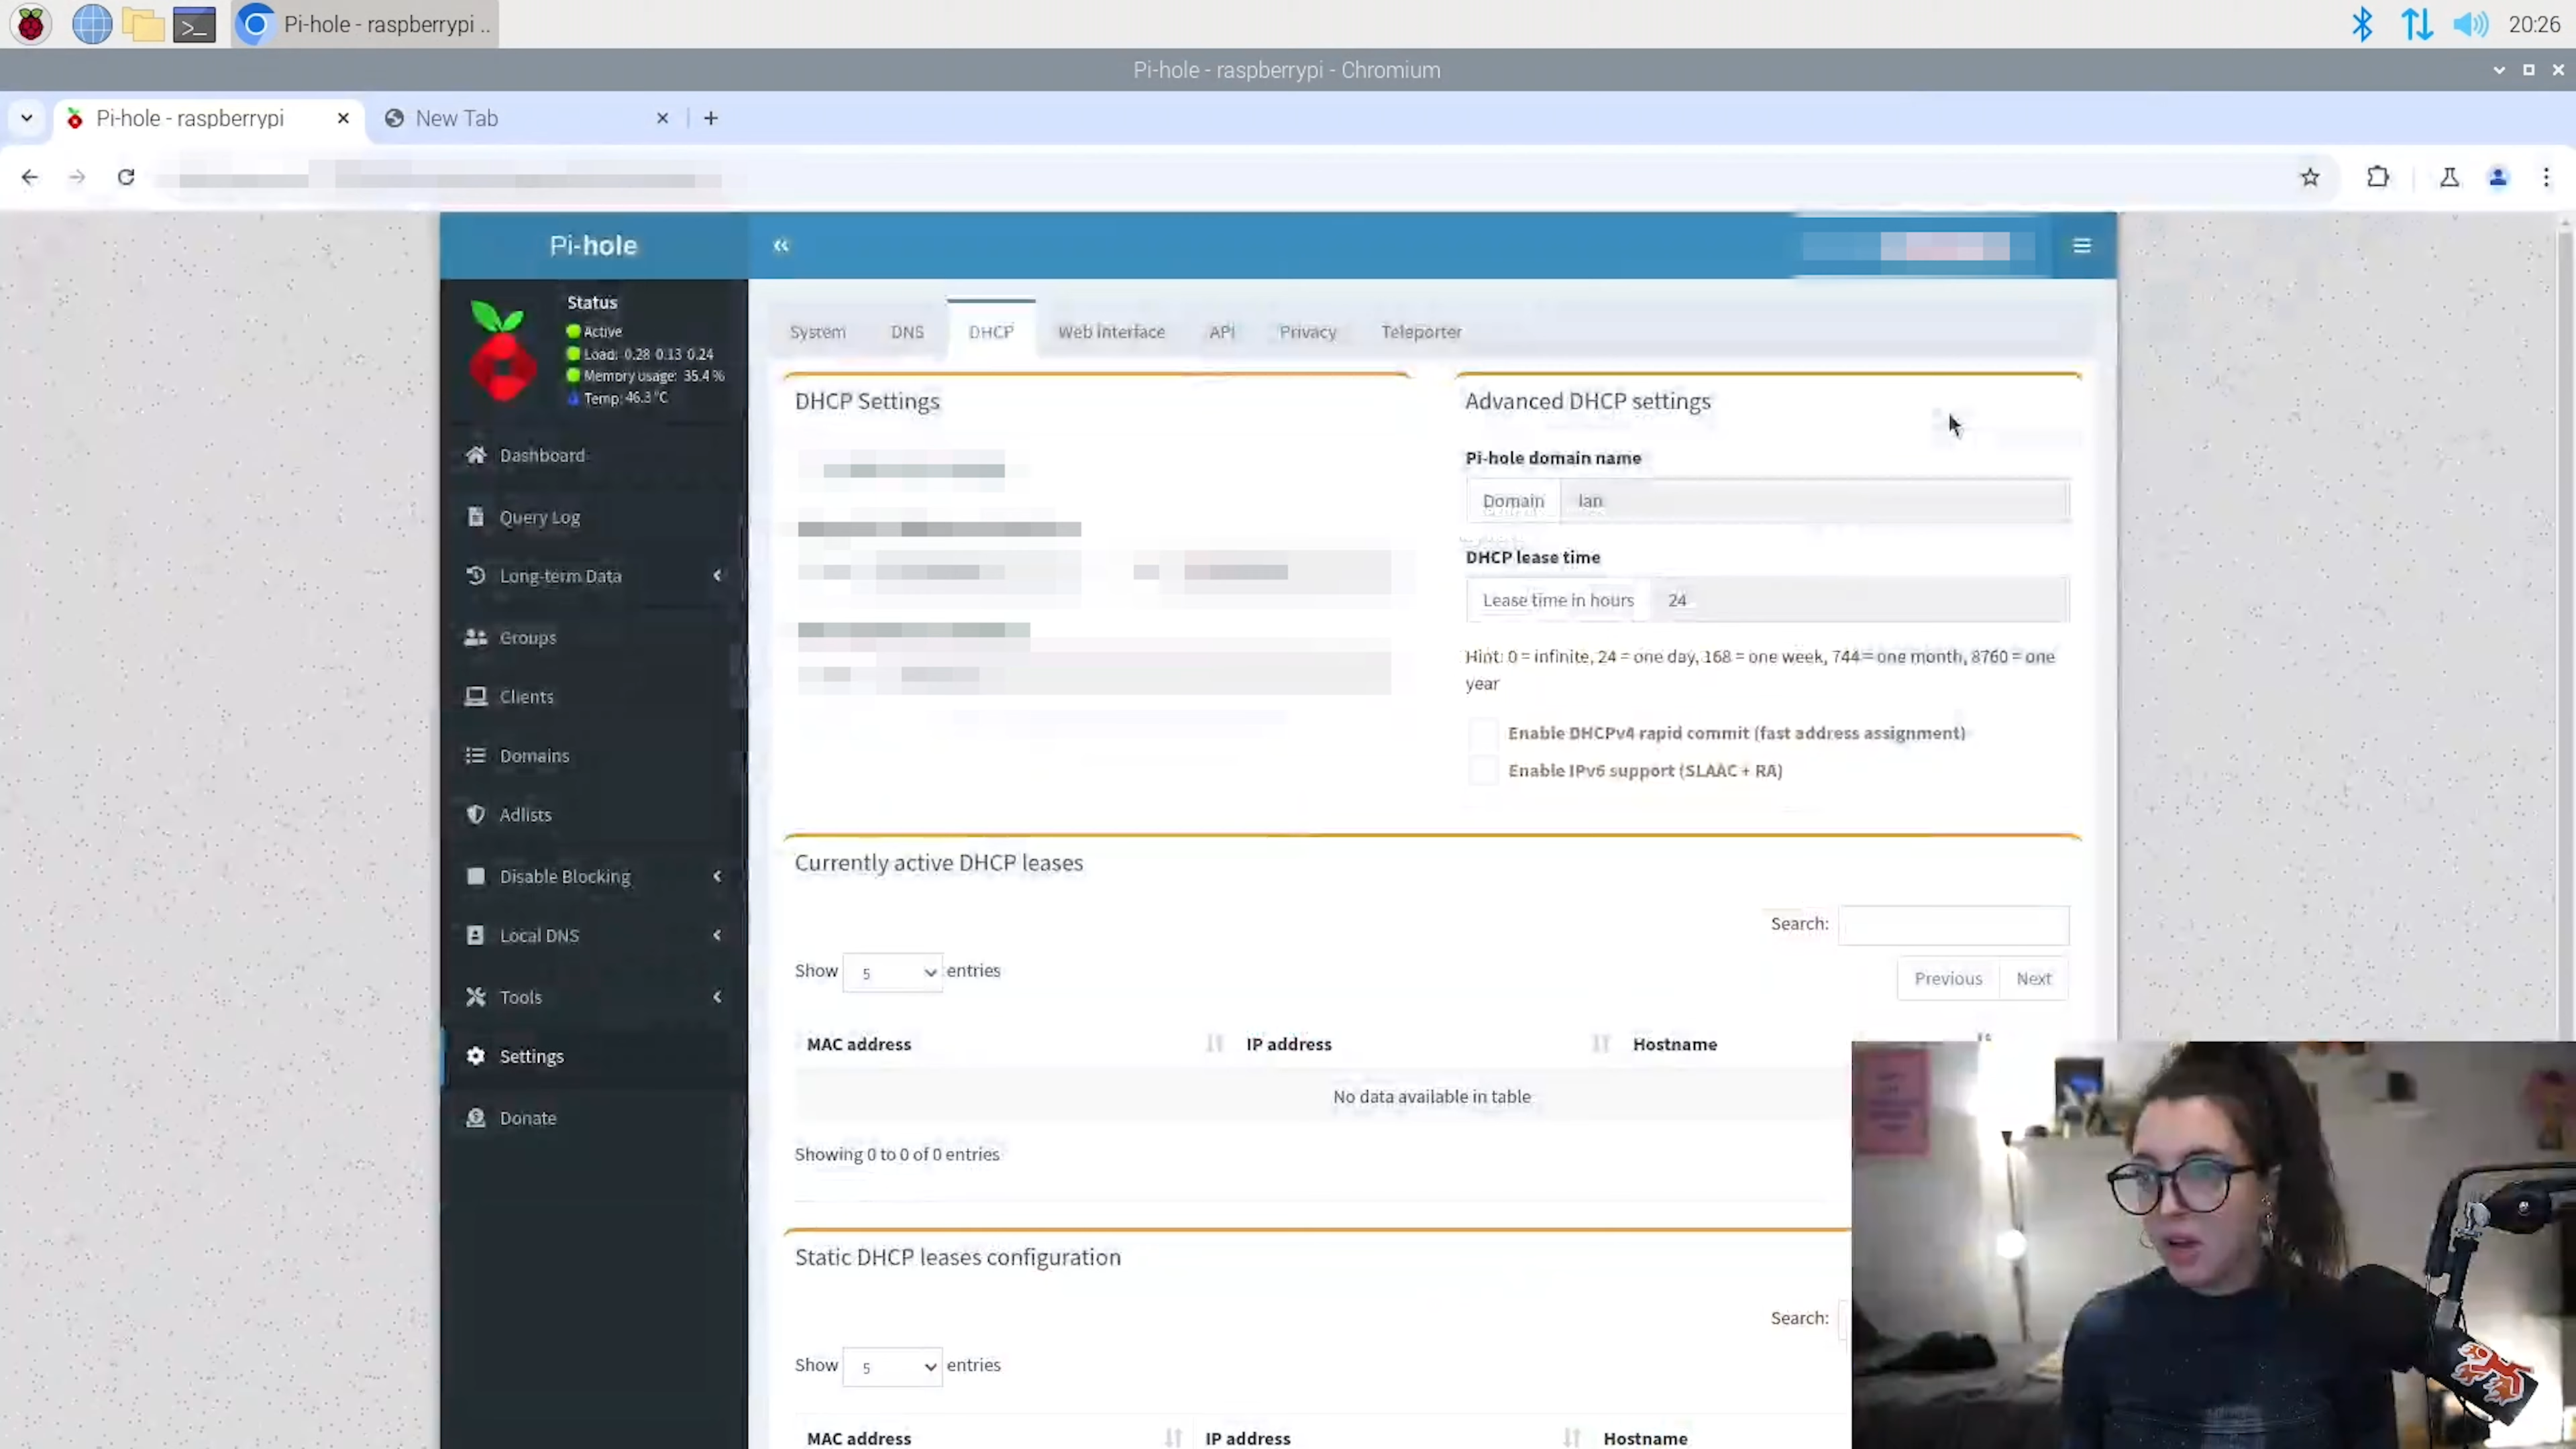 Pi-hole - raspberrypi ..
20:26
Pi-hole - raspberrypi - Chromium
Pi-hole - raspberrypi
New Tab
Pi-hole
Status
Active
Load: 0.28 0.13 0.24
Memory usage: 35.4 %
Temp: 46.3 °C
Dashboard
Query Log
Long-term Data
Groups
Clients
Domains
Adlists
Disable Blocking
Local DNS
Tools
Settings
Donate
System DNS DHCP Web interface API Privacy Teleporter
DHCP Settings
Advanced DHCP settings
Pi-hole domain name
Domain lan
DHCP lease time
Lease time in hours 24
Hint: 0 = infinite, 24 = one day, 168 = one week, 744 = one month, 8760 = one
year
Enable DHCPv4 rapid commit (fast address assignment)
Enable IPv6 support (SLAAC + RA)
Currently active DHCP leases
Search:
Show 5 entries
Previous Next
MAC address IP address Hostname
No data available in table
Showing 0 to 0 of 0 entries
Static DHCP leases configuration
Search:
Show 5 entries
MAC address IP address Hostname